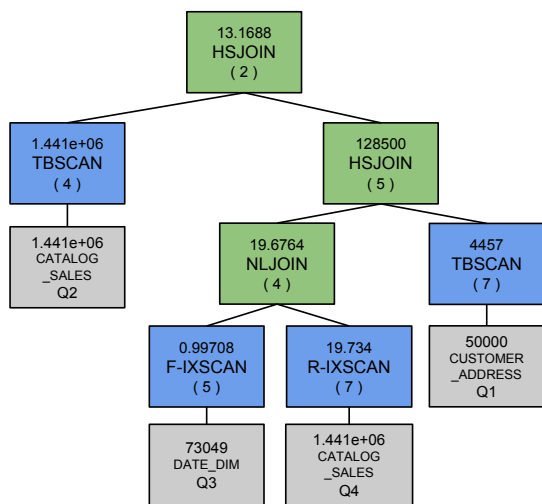 13.1688
HSJOIN
( 2 )
1.441e+06
TBSCAN
( 4 )
128500
HSJOIN
( 5 )
1.441e+06
CATALOG
_SALES
Q2
19.6764
NLJOIN
( 4 )
4457
TBSCAN
( 7 )
0.99708
F-IXSCAN
( 5 )
19.734
R-IXSCAN
( 7 )
50000
CUSTOMER
_ADDRESS
Q1
73049
DATE_DIM
Q3
1.441e+06
CATALOG
_SALES
Q4